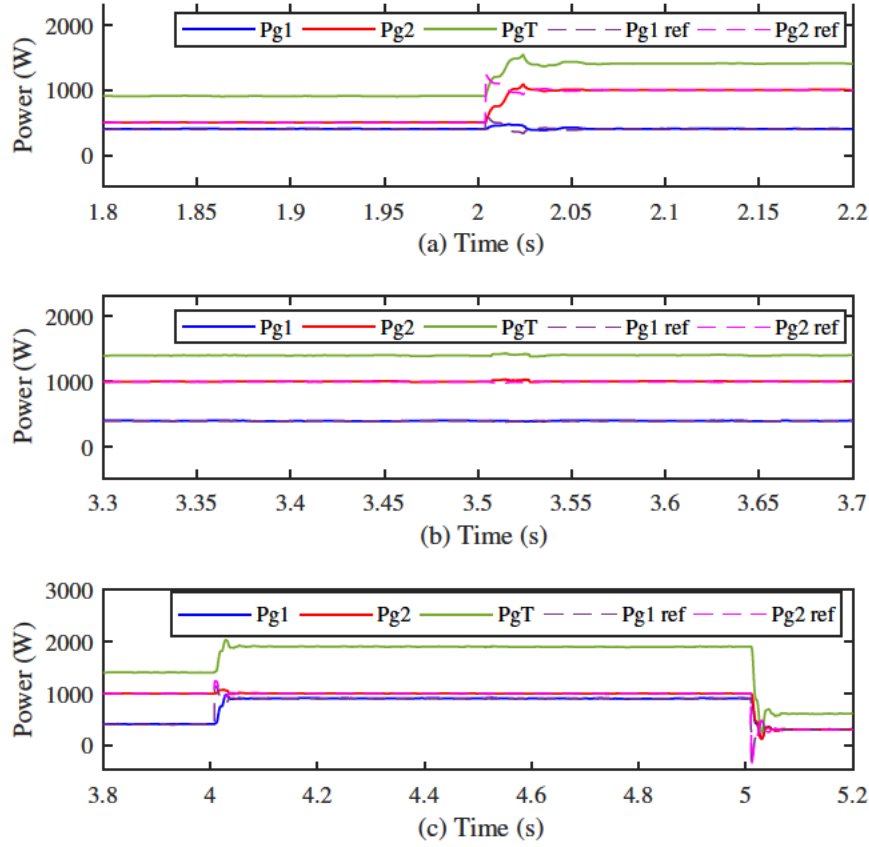 2000
Pg1 Pg2 PgT Pg1 ref Pg2 ref
1000
0
Power (W)
1.8 1.85 1.9 1.95 2 2.05 2.1 2.15 2.2
(a) Time (s)
2000
Pg1 Pg2 PgT Pg1 ref Pg2 ref
1000
0
Power (W)
3.3 3.35 3.4 3.45 3.5 3.55 3.6 3.65 3.7
(b) Time (s)
3000
Pg1 Pg2 PgT Pg1 ref Pg2 ref
2000
1000
0
Power (W)
3.8 4 4.2 4.4 4.6 4.8 5 5.2
(c) Time (s)